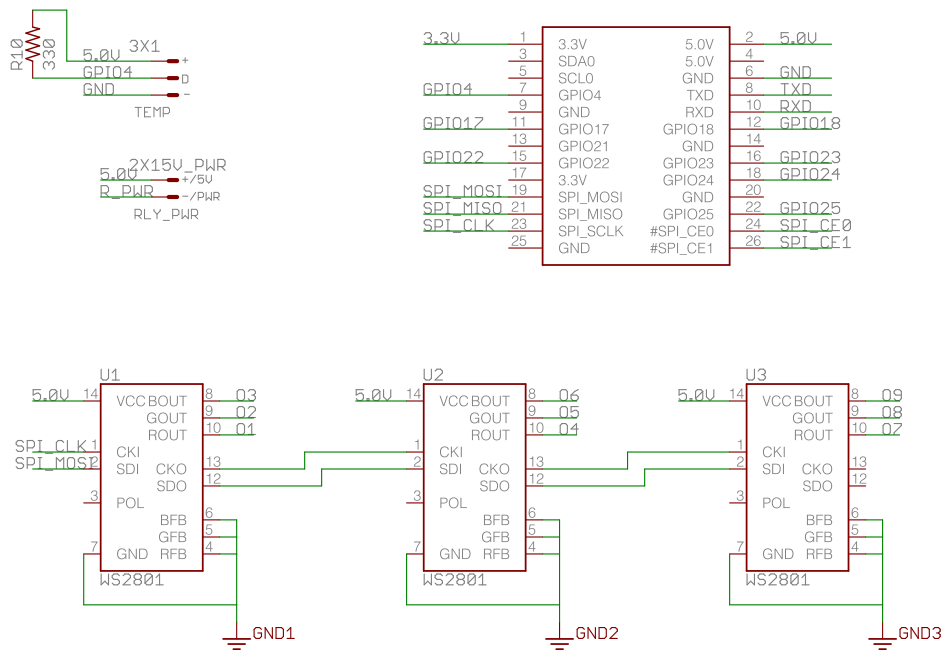 R10
330
3X1
5.0V
+
GPIO4
D
GND
-
TEMP
2X15V_PWR
5.0V
+/5V
R_PWR
-/PWR
RLY_PWR
3.3V 1 3.3V 5.0V 2 5.0V
3 SDA0 5.0V 4
5 SCL0 GND 6 GND
GPIO4 7 GPIO4 TXD 8 TXD
9 GND RXD 10 RXD
GPIO17 11 GPIO17 GPIO18 12 GPIO18
13 GPIO21 GND 14
GPIO22 15 GPIO22 GPIO23 16 GPIO23
17 3.3V GPIO24 18 GPIO24
SPI_MOSI 19 SPI_MOSI GND 20
SPI_MISO 21 SPI_MISO GPIO25 22 GPIO25
SPI_CLK 23 SPI_SCLK #SPI_CE0 24 SPI_CE0
25 GND #SPI_CE1 26 SPI_CE1
U1
5.0V 14 VCC BOUT 8 O3
GOUT 9 O2
ROUT 10 O1
SPI_CLK 1 CKI
SPI_MOSI 2 SDI CKO 13
SDO 12
3 POL
BFB 6
GFB 5
7 GND RFB 4
WS2801
GND1
U2
5.0V 14 VCC BOUT 8 O6
GOUT 9 O5
ROUT 10 O4
1 CKI
2 SDI CKO 13
SDO 12
3 POL
BFB 6
GFB 5
7 GND RFB 4
WS2801
GND2
U3
5.0V 14 VCC BOUT 8 O9
GOUT 9 O8
ROUT 10 O7
1 CKI
2 SDI CKO 13
SDO 12
3 POL
BFB 6
GFB 5
7 GND RFB 4
WS2801
GND3